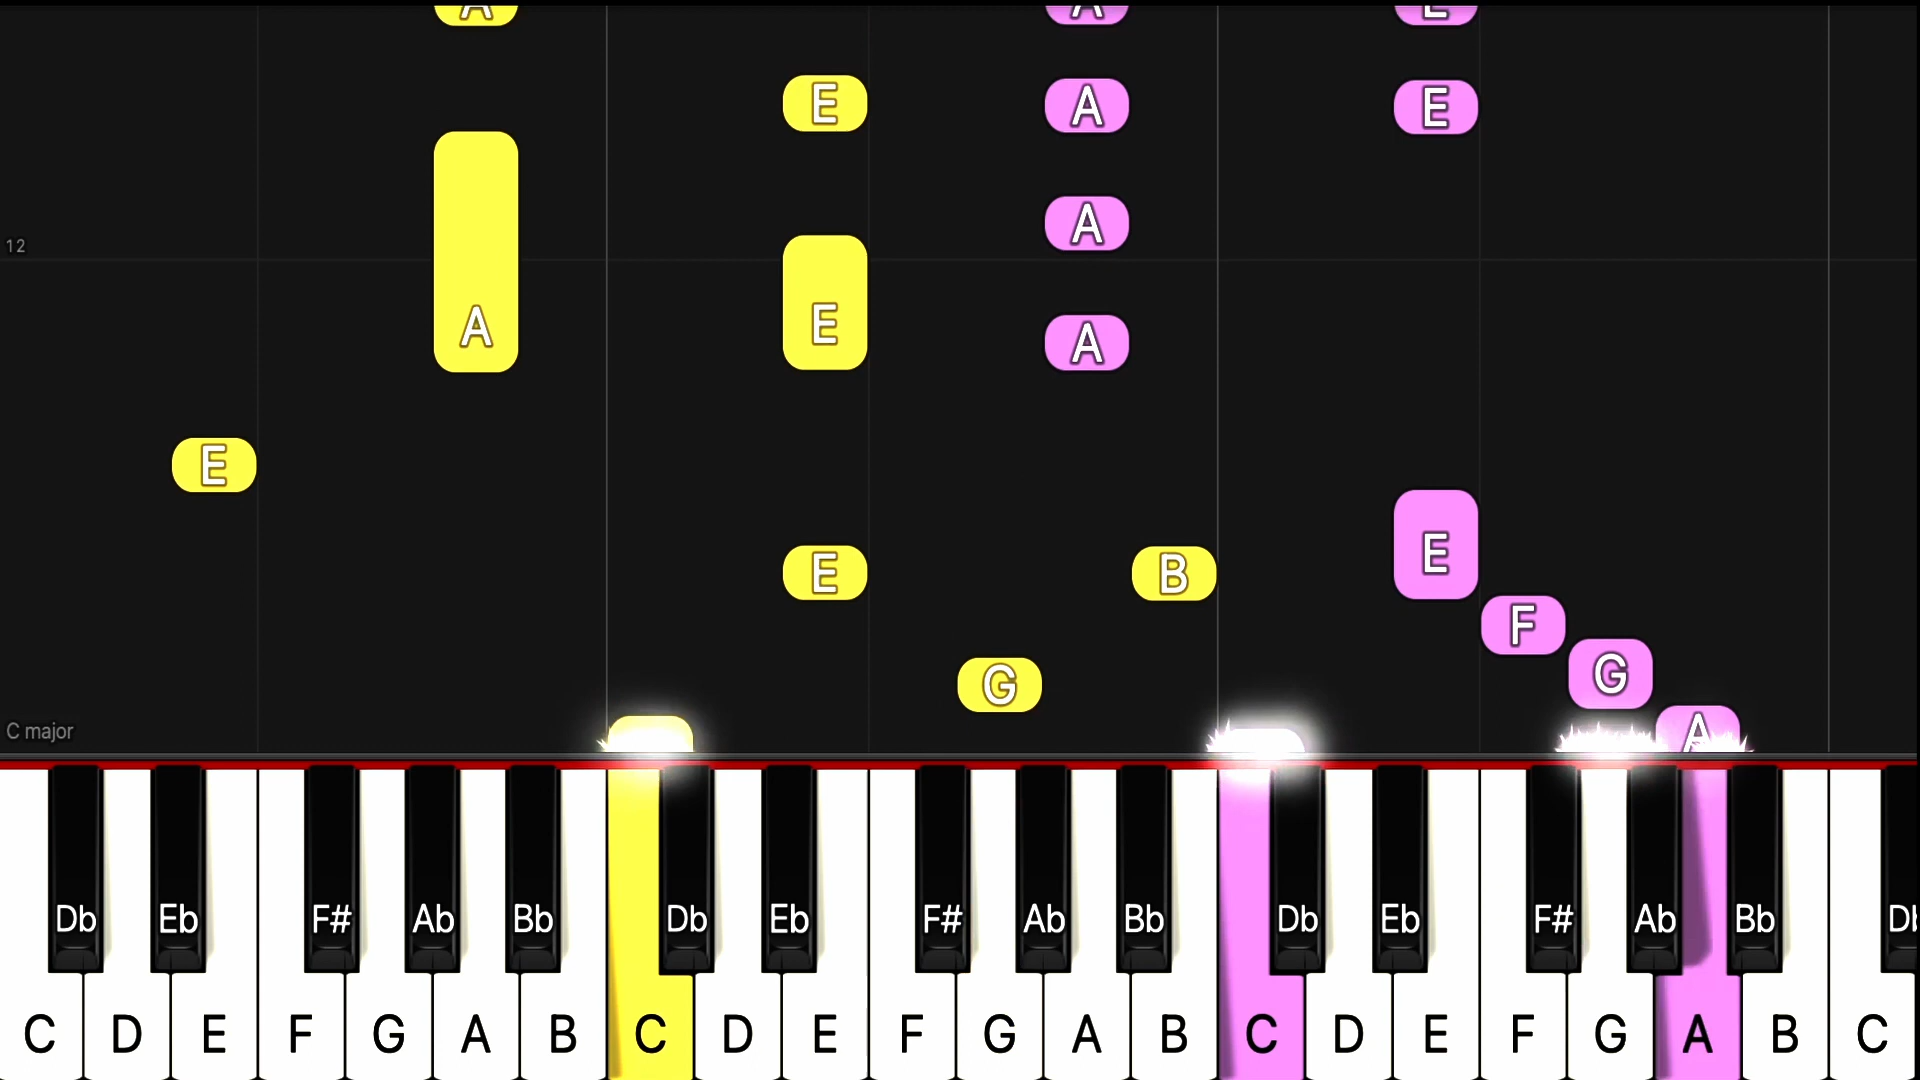 A A E
E A E
A
12
A E A
E
E
E B
F
G
G
C major A
Db Eb F# Ab Bb Db Eb F# Ab Bb Db Eb F# Ab Bb
C D E F G A B C D E F G A B C D E F G A B C